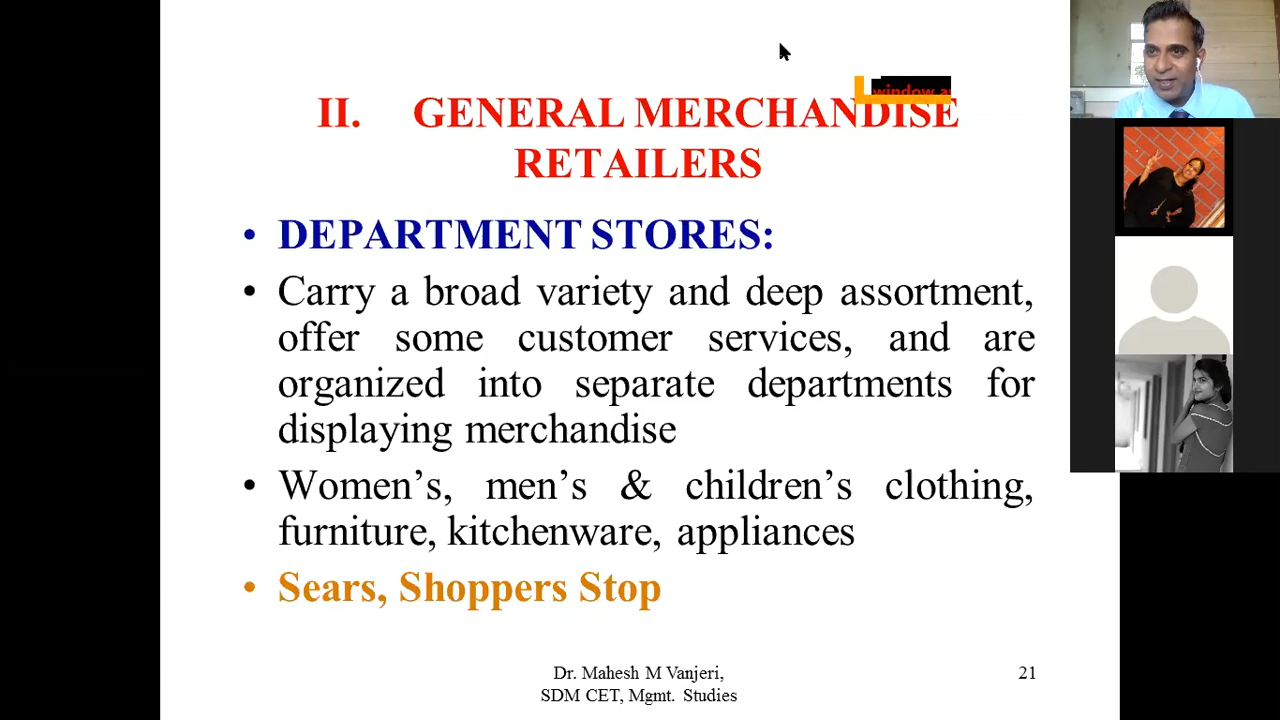 window a
II. GENERAL MERCHANDISE
RETAILERS
• DEPARTMENT STORES:
• Carry a broad variety and deep assortment,
offer some customer services, and are
organized into separate departments for
displaying merchandise
• Women’s, men’s & children’s clothing,
furniture, kitchenware, appliances
• Sears, Shoppers Stop
Dr. Mahesh M Vanjeri,
SDM CET, Mgmt. Studies
21